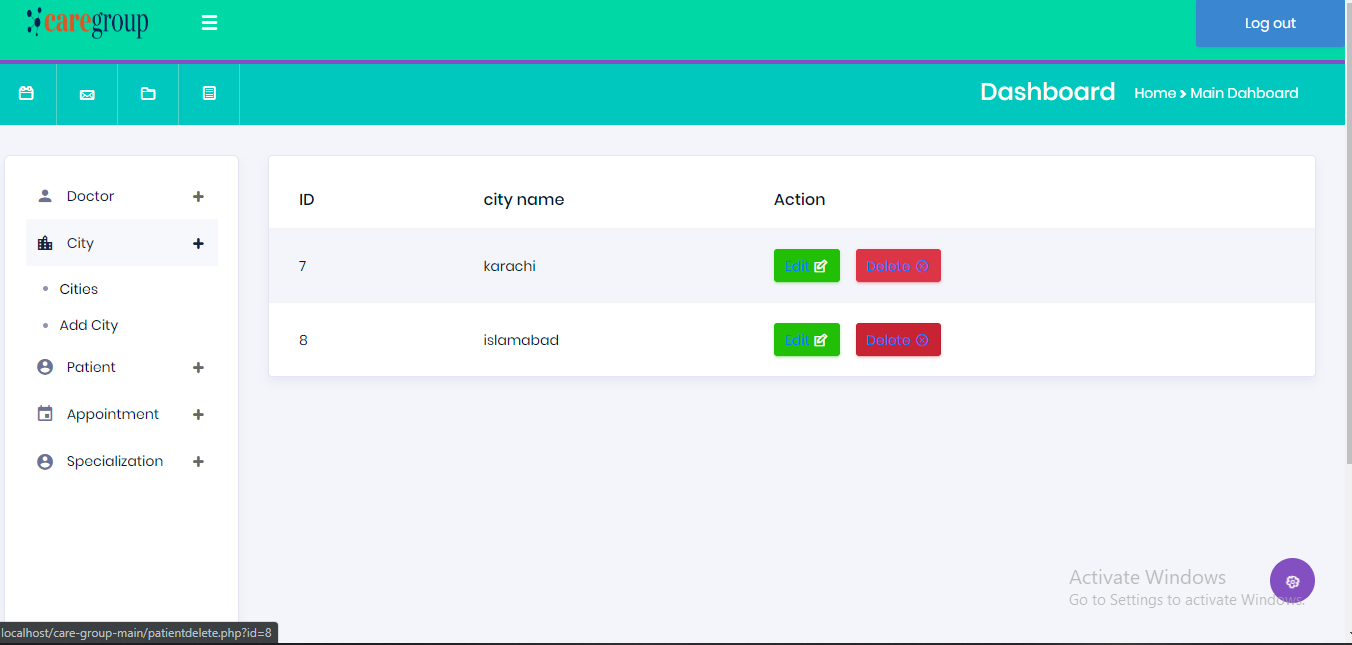 caregroup
Log out
Dashboard Home > Main Dahboard
Doctor
City
Cities
Add City
Patient
Appointment
Specialization
ID city name Action
7 karachi Edit Delete
8 islamabad Edit Delete
Activate Windows
Go to Settings to activate Windows.
localhost/care-group-main/patientdelete.php?id=8